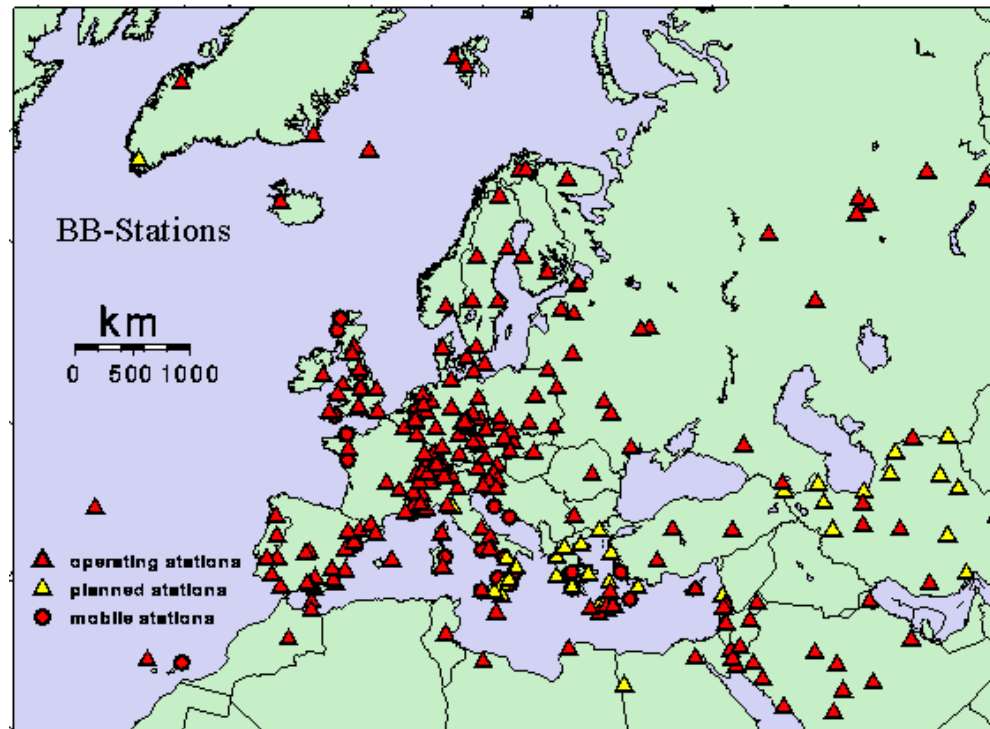 BB-Stations
km
0 500 1000
operating stations
planned stations
mobile stations